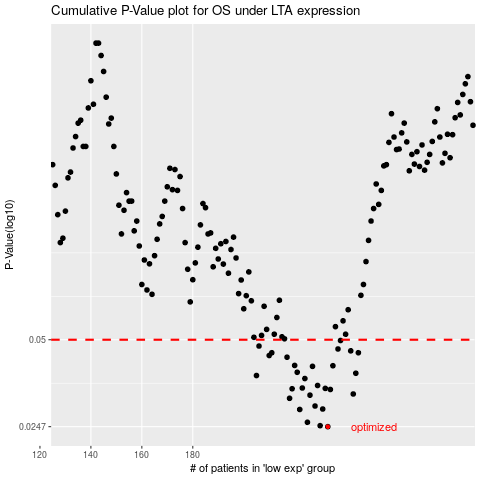 Cumulative P-Value plot for OS under LTA expression
P-Value(log10)
0.05
0.0247
optimized
120 140 160 180
# of patients in 'low exp' group